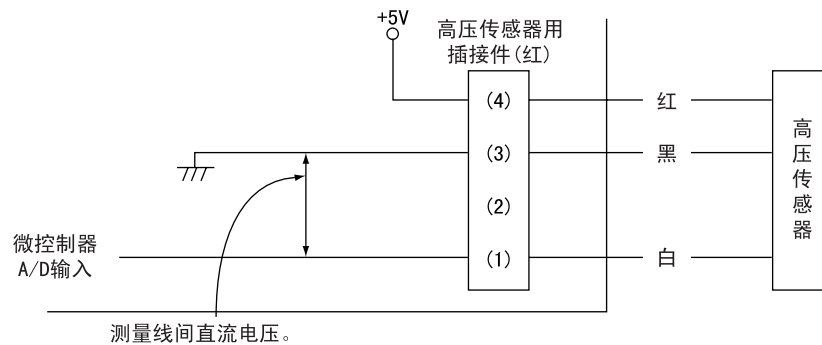 +5V
高压传感器用
插接件(红)
(4)
红
(3)
黑
高压传感器
(2)
微控制器
A/D输入
(1)
白
测量线间直流电压。